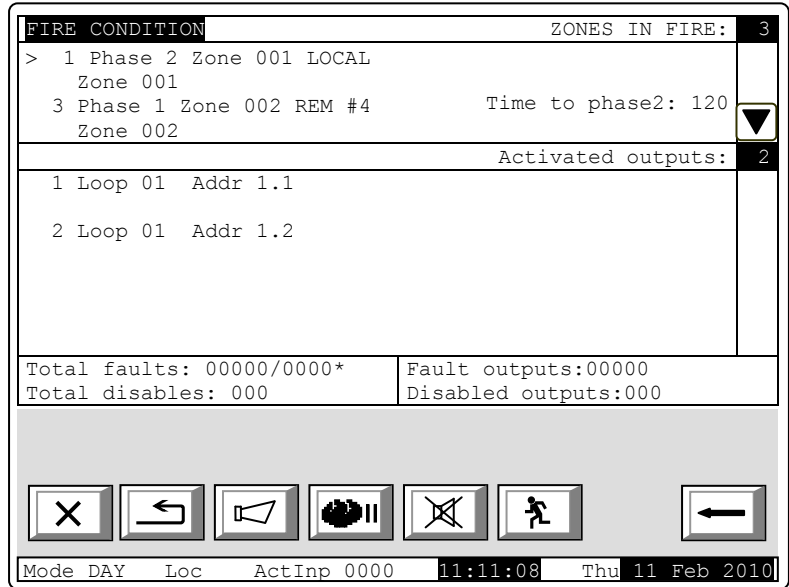 FIRE CONDITION ZONES IN FIRE: 3
> 1 Phase 2 Zone 001 LOCAL
Zone 001
3 Phase 1 Zone 002 REM #4 Time to phase2: 120
Zone 002
Activated outputs: 2
1 Loop 01 Addr 1.1
2 Loop 01 Addr 1.2
Total faults: 00000/0000* Fault outputs:00000
Total disables: 000 Disabled outputs:000
Mode DAY Loc ActInp 0000 11:11:08 Thu 11 Feb 2010